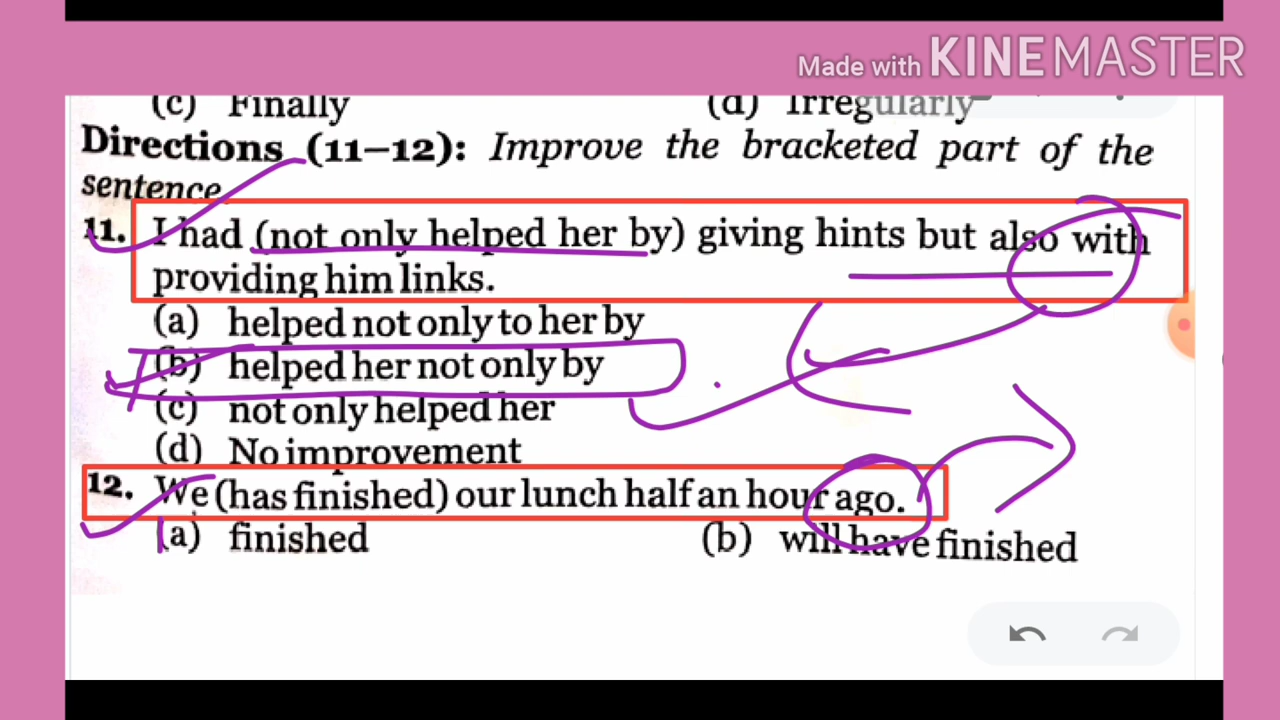 Made with KINEMASTER
(c) Finally (d) Irregularly
Directions (11–12): Improve the bracketed part of the
sentence
11. I had (not only helped her by) giving hints but also with
providing him links.
(a) helped not only to her by
(b) helped her not only by
(c) not only helped her
(d) No improvement
12. We (has finished) our lunch half an hour ago.
(a) finished (b) will have finished